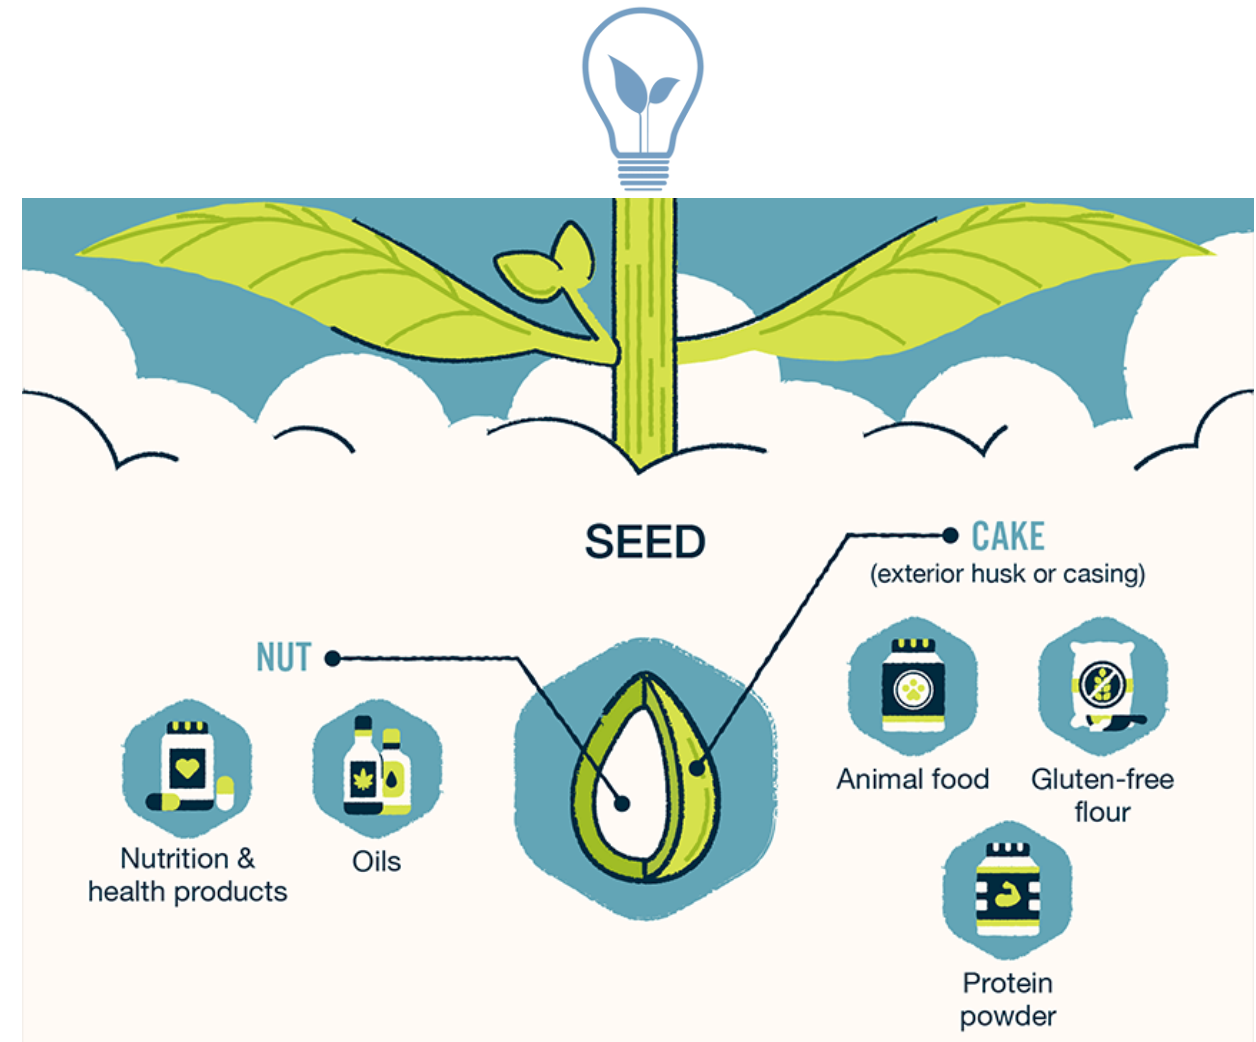 SEED
CAKE
(exterior husk or casing)
NUT
Animal food
Gluten-free
flour
Nutrition &
health products
Oils
Protein
powder